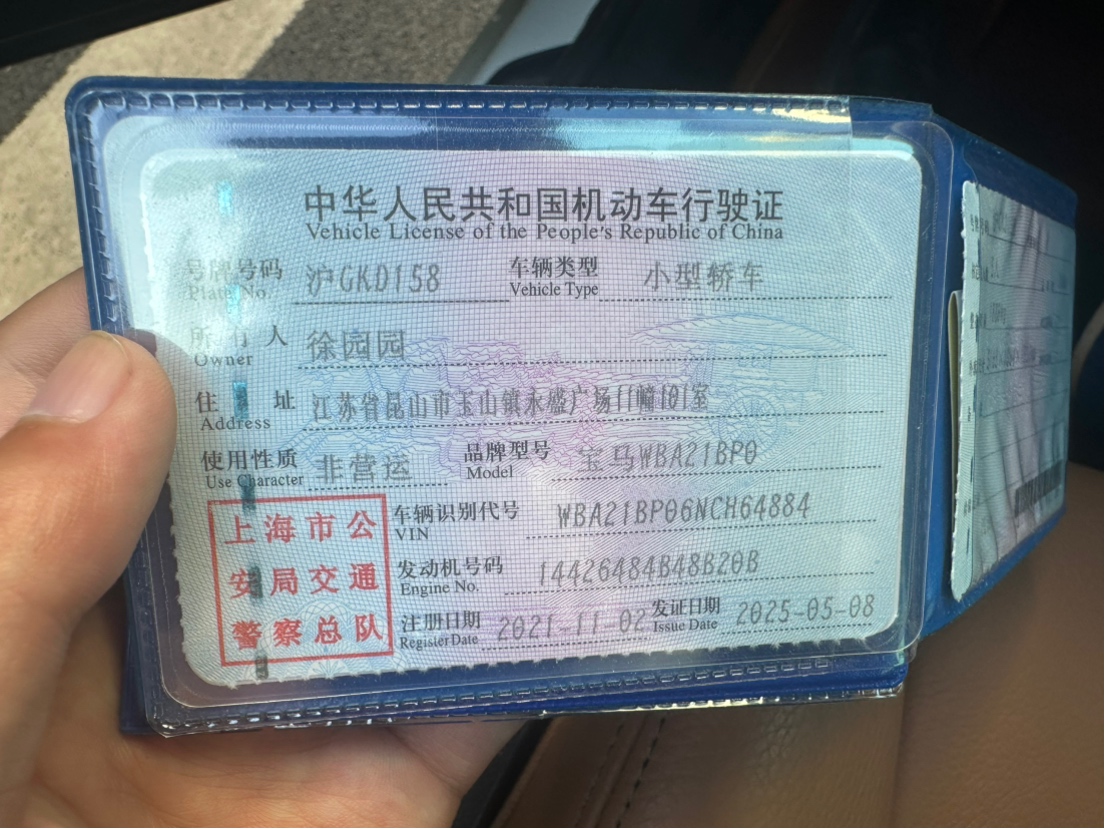 中华人民共和国机动车行驶证
Vehicle License of the People's Republic of China
号牌号码 沪GKD158 车辆类型 小型轿车
Plate No. Vehicle Type
所有人 徐园园
Owner
住址 江苏省昆山市玉山镇永盛广场11幢101室
Address
使用性质 非营运 品牌型号 宝马WBA21BP0
Use Character Model
上海市公
安局交通
警察总队
车辆识别代号 WBA21BP06NCH64884
VIN
发动机号码 14426484B48B20B
Engine No.
注册日期 2021-11-02 发证日期 2025-05-08
Register Date Issue Date